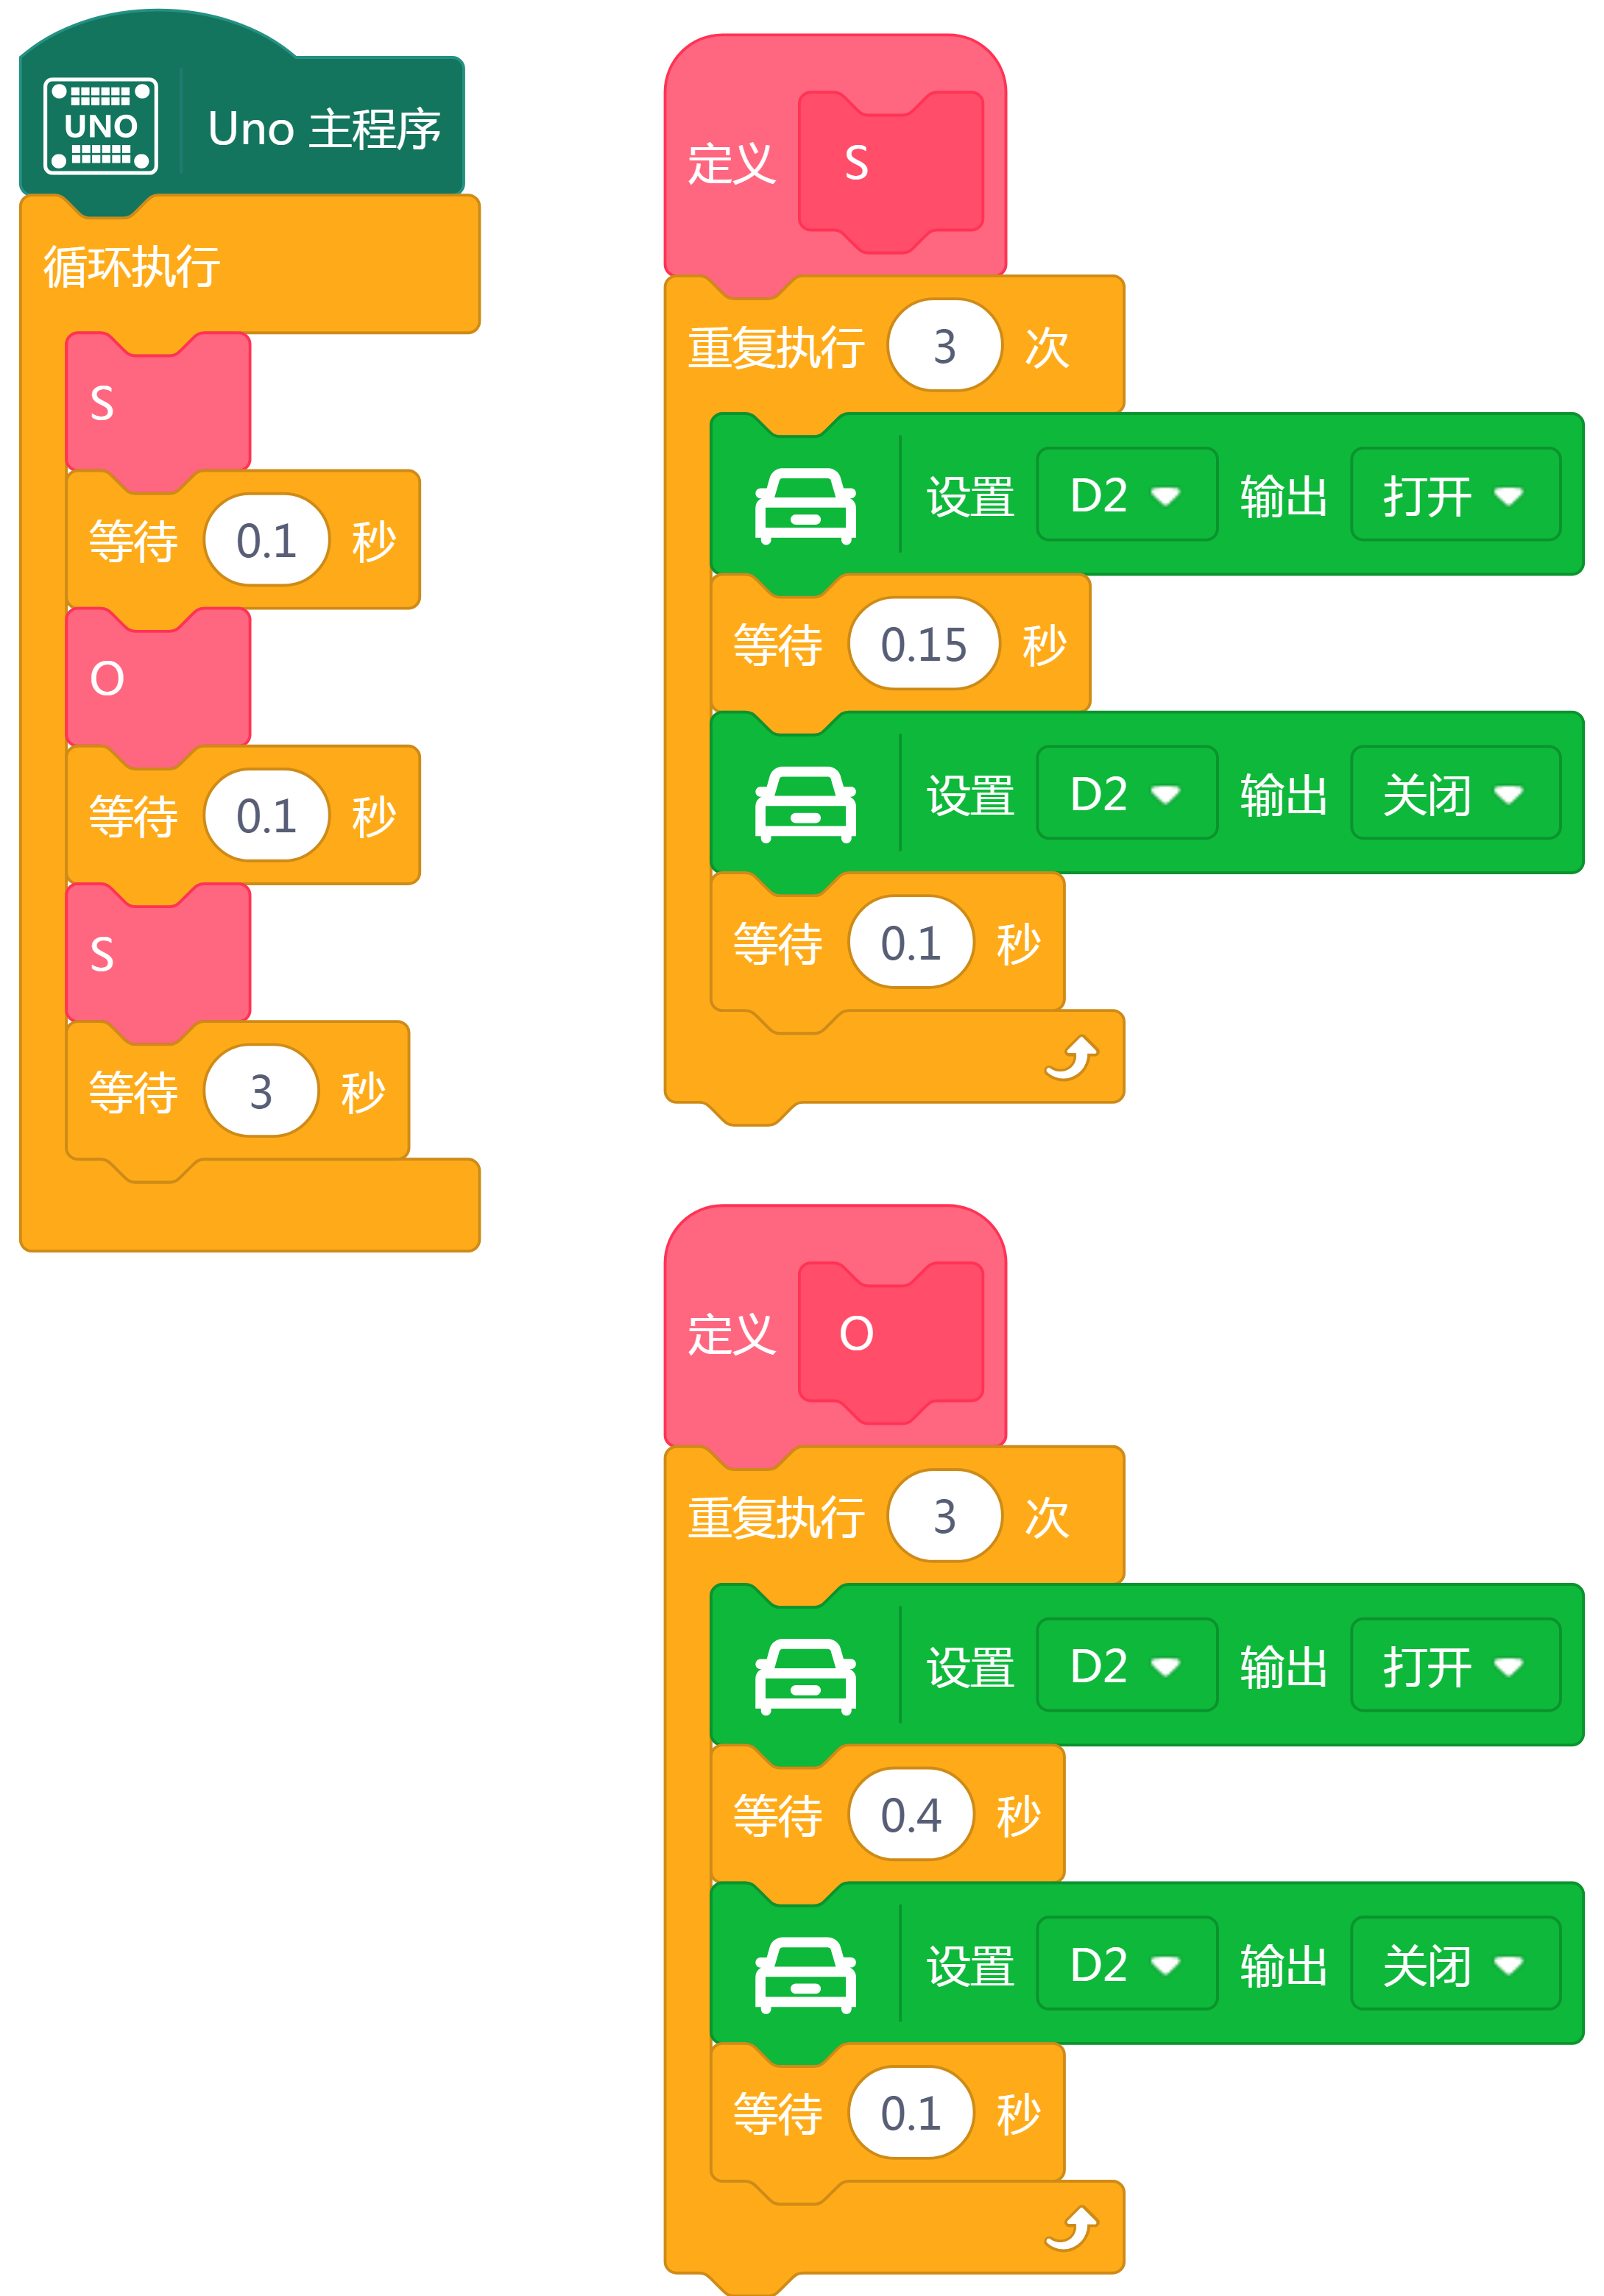 UNO
Uno 主程序
循环执行
S
等待 0.1 秒
O
等待 0.1 秒
S
等待 3 秒
定义 S
重复执行 3 次
设置 D2 输出 打开
等待 0.15 秒
设置 D2 输出 关闭
等待 0.1 秒
定义 O
重复执行 3 次
设置 D2 输出 打开
等待 0.4 秒
设置 D2 输出 关闭
等待 0.1 秒